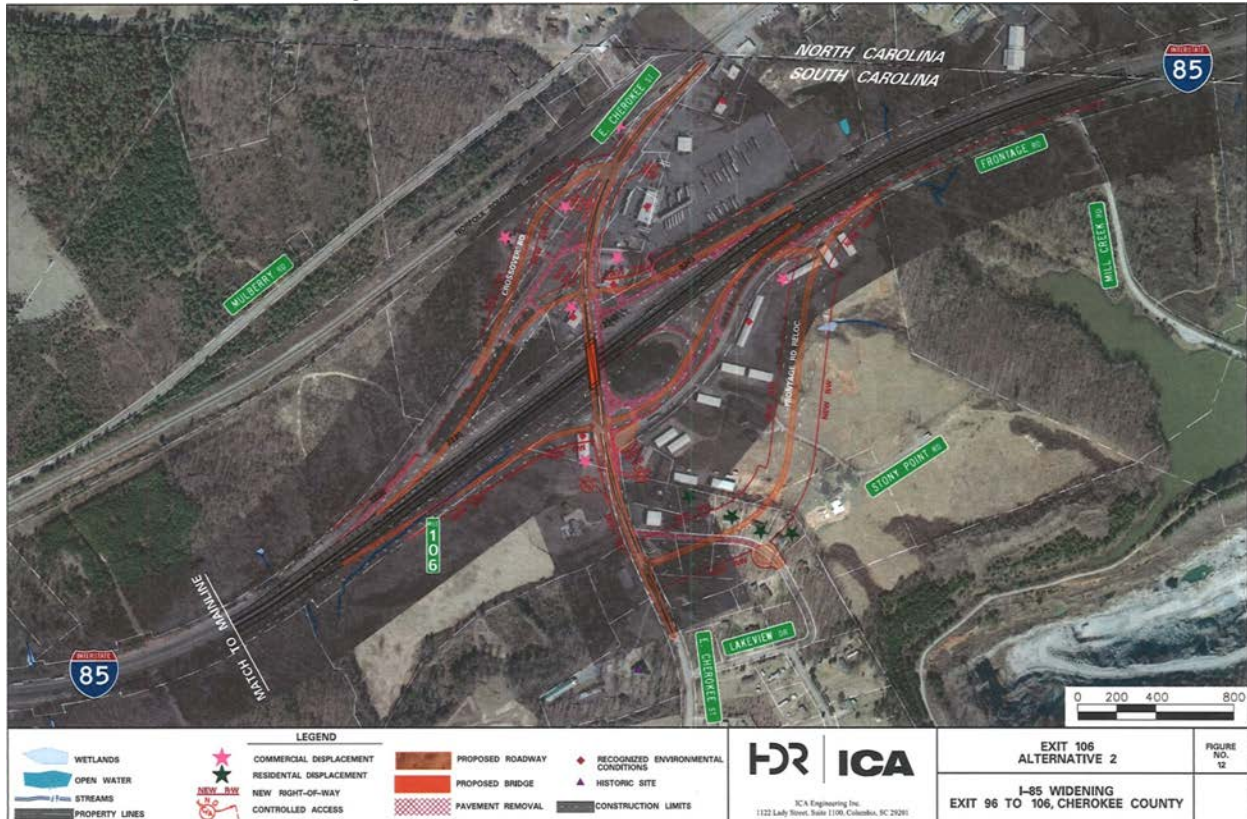 NORTH CAROLINA
SOUTH CAROLINA
INTERSTATE
85
E. CHEROKEE ST
FRONTAGE RD
MILL CREEK RD
MULBERRY RD
CROSSOVER RD
FRONTAGE RD RELOC
NEW R/W
STONY POINT RD
106
MATCH TO MAINLINE
INTERSTATE
85
LAKEVIEW DR
E. CHEROKEE ST
0 200 400 800
LEGEND
WETLANDS
OPEN WATER
STREAMS
PROPERTY LINES
COMMERCIAL DISPLACEMENT
RESIDENTAL DISPLACEMENT
NEW R/W NEW RIGHT-OF-WAY
CONTROLLED ACCESS
PROPOSED ROADWAY
PROPOSED BRIDGE
PAVEMENT REMOVAL
RECOGNIZED ENVIRONMENTAL
CONDITIONS
HISTORIC SITE
CONSTRUCTION LIMITS
HDR ICA
ICA Engineering Inc.
1122 Lady Street, Suite 1100, Columbia, SC 29201
EXIT 106
ALTERNATIVE 2
I-85 WIDENING
EXIT 96 TO 106, CHEROKEE COUNTY
FIGURE
NO.
12